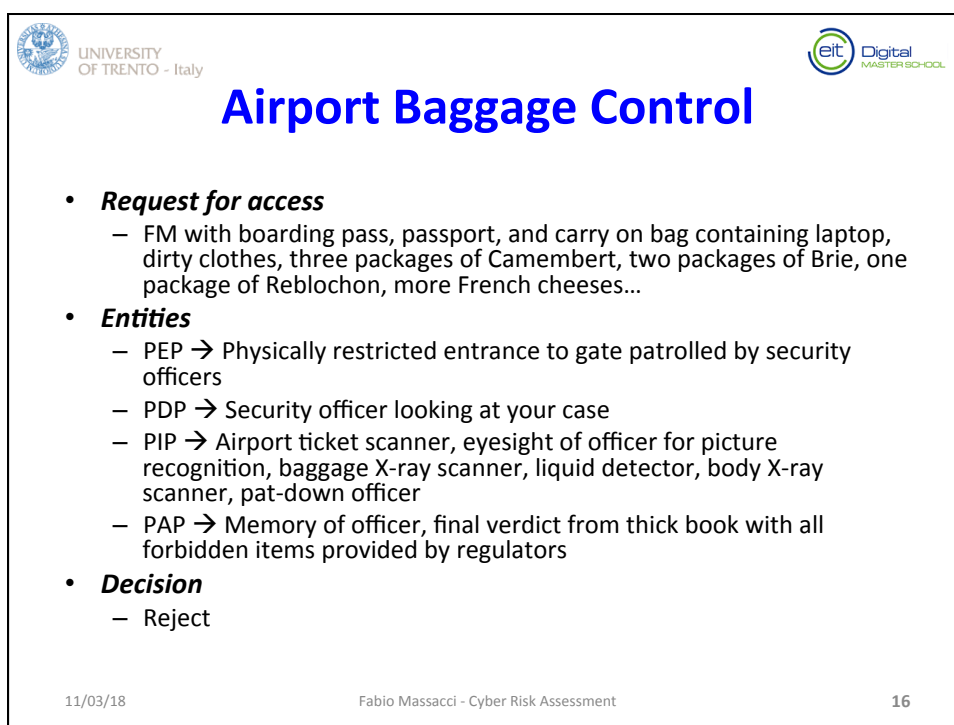 UNIVERSITY
OF TRENTO - Italy
eit Digital
MASTER SCHOOL
Airport Baggage Control
• Request for access
– FM with boarding pass, passport, and carry on bag containing laptop,
dirty clothes, three packages of Camembert, two packages of Brie, one
package of Reblochon, more French cheeses…
• Entities
– PEP → Physically restricted entrance to gate patrolled by security
officers
– PDP → Security officer looking at your case
– PIP → Airport ticket scanner, eyesight of officer for picture
recognition, baggage X-ray scanner, liquid detector, body X-ray
scanner, pat-down officer
– PAP → Memory of officer, final verdict from thick book with all
forbidden items provided by regulators
• Decision
– Reject
11/03/18 Fabio Massacci - Cyber Risk Assessment 16